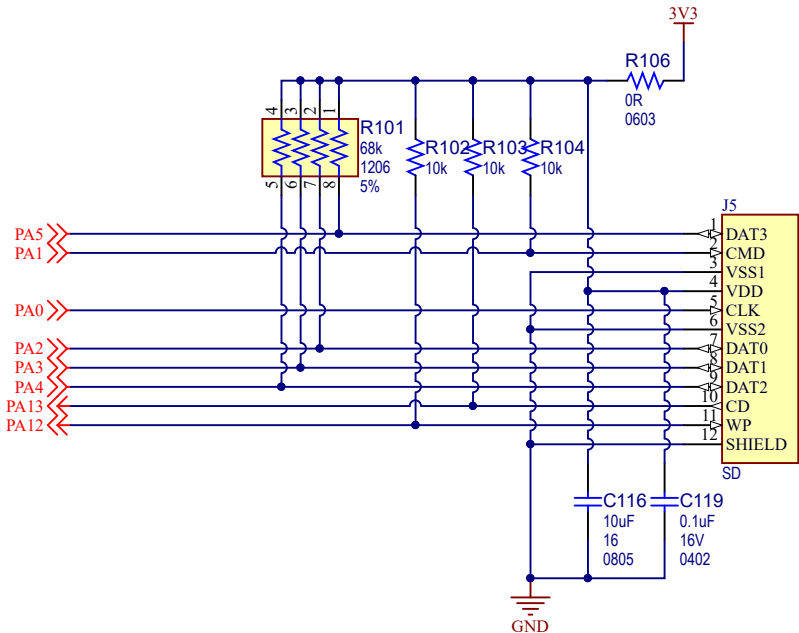 3V3
R106
0R
0603
4 3 2 1
R101
68k
1206
5%
5 6 7 8
R102
10k
R103
10k
R104
10k
J5
PA5
1
DAT3
PA1
2
CMD
3
VSS1
4
VDD
PA0
5
CLK
6
VSS2
PA2
7
DAT0
PA3
8
DAT1
PA4
9
DAT2
PA13
10
CD
PA12
11
WP
12
SHIELD
SD
C116
10uF
16
0805
C119
0.1uF
16V
0402
GND